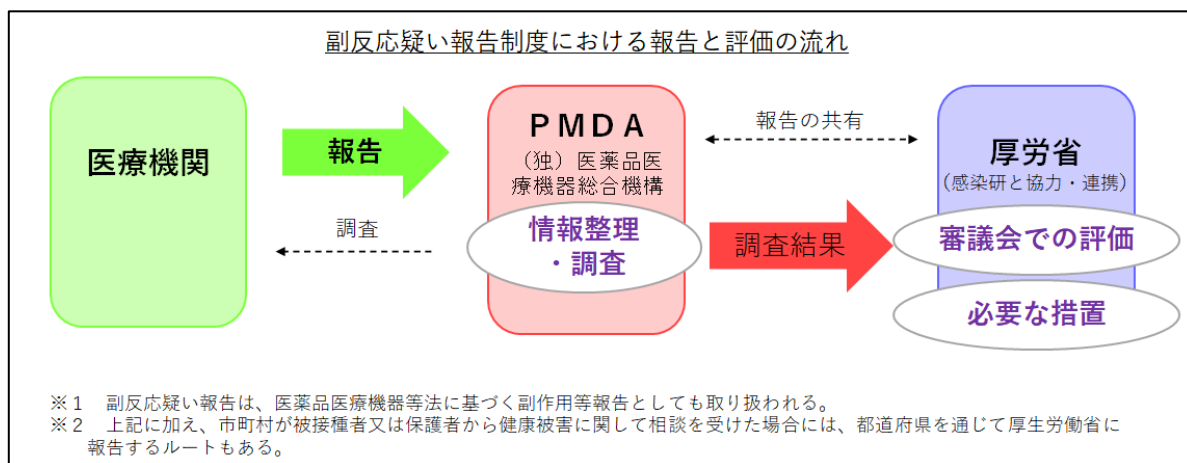 副反応疑い報告制度における報告と評価の流れ
医療機関
報告
調査
ＰＭＤＡ
（独）医薬品医
療機器総合機構
情報整理
・調査
報告の共有
調査結果
厚労省
（感染研と協力・連携）
審議会での評価
必要な措置
※１　副反応疑い報告は、医薬品医療機器等法に基づく副作用等報告としても取り扱われる。
※２　上記に加え、市町村が被接種者又は保護者から健康被害に関して相談を受けた場合には、都道府県を通じて厚生労働省に
報告するルートもある。